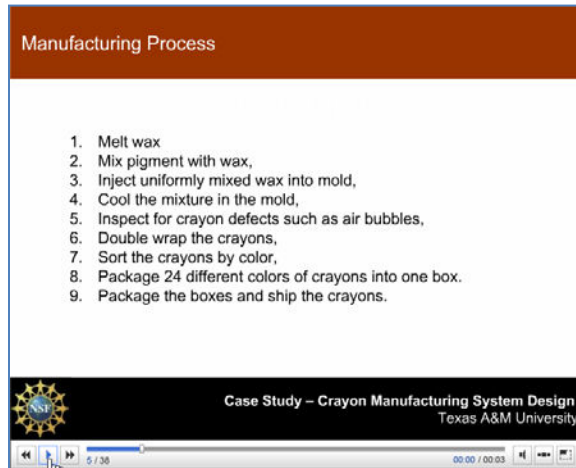 Manufacturing Process
1. Melt wax
2. Mix pigment with wax,
3. Inject uniformly mixed wax into mold,
4. Cool the mixture in the mold,
5. Inspect for crayon defects such as air bubbles,
6. Double wrap the crayons,
7. Sort the crayons by color,
8. Package 24 different colors of crayons into one box.
9. Package the boxes and ship the crayons.
NSF
Case Study – Crayon Manufacturing System Design
Texas A&M University
5 / 36 00:00 / 00:03